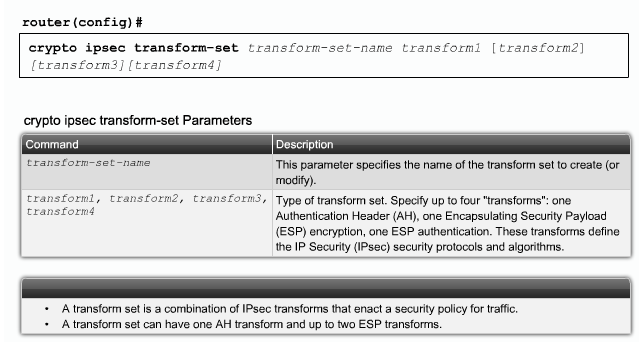 router(config)#
crypto ipsec transform-set transform-set-name transform1 [transform2]
[transform3][transform4]
crypto ipsec transform-set Parameters
Command Description
transform-set-name This parameter specifies the name of the transform set to create (or
modify).
transform1, transform2, transform3, Type of transform set. Specify up to four "transforms": one
transform4 Authentication Header (AH), one Encapsulating Security Payload
(ESP) encryption, one ESP authentication. These transforms define
the IP Security (IPsec) security protocols and algorithms.
• A transform set is a combination of IPsec transforms that enact a security policy for traffic.
• A transform set can have one AH transform and up to two ESP transforms.